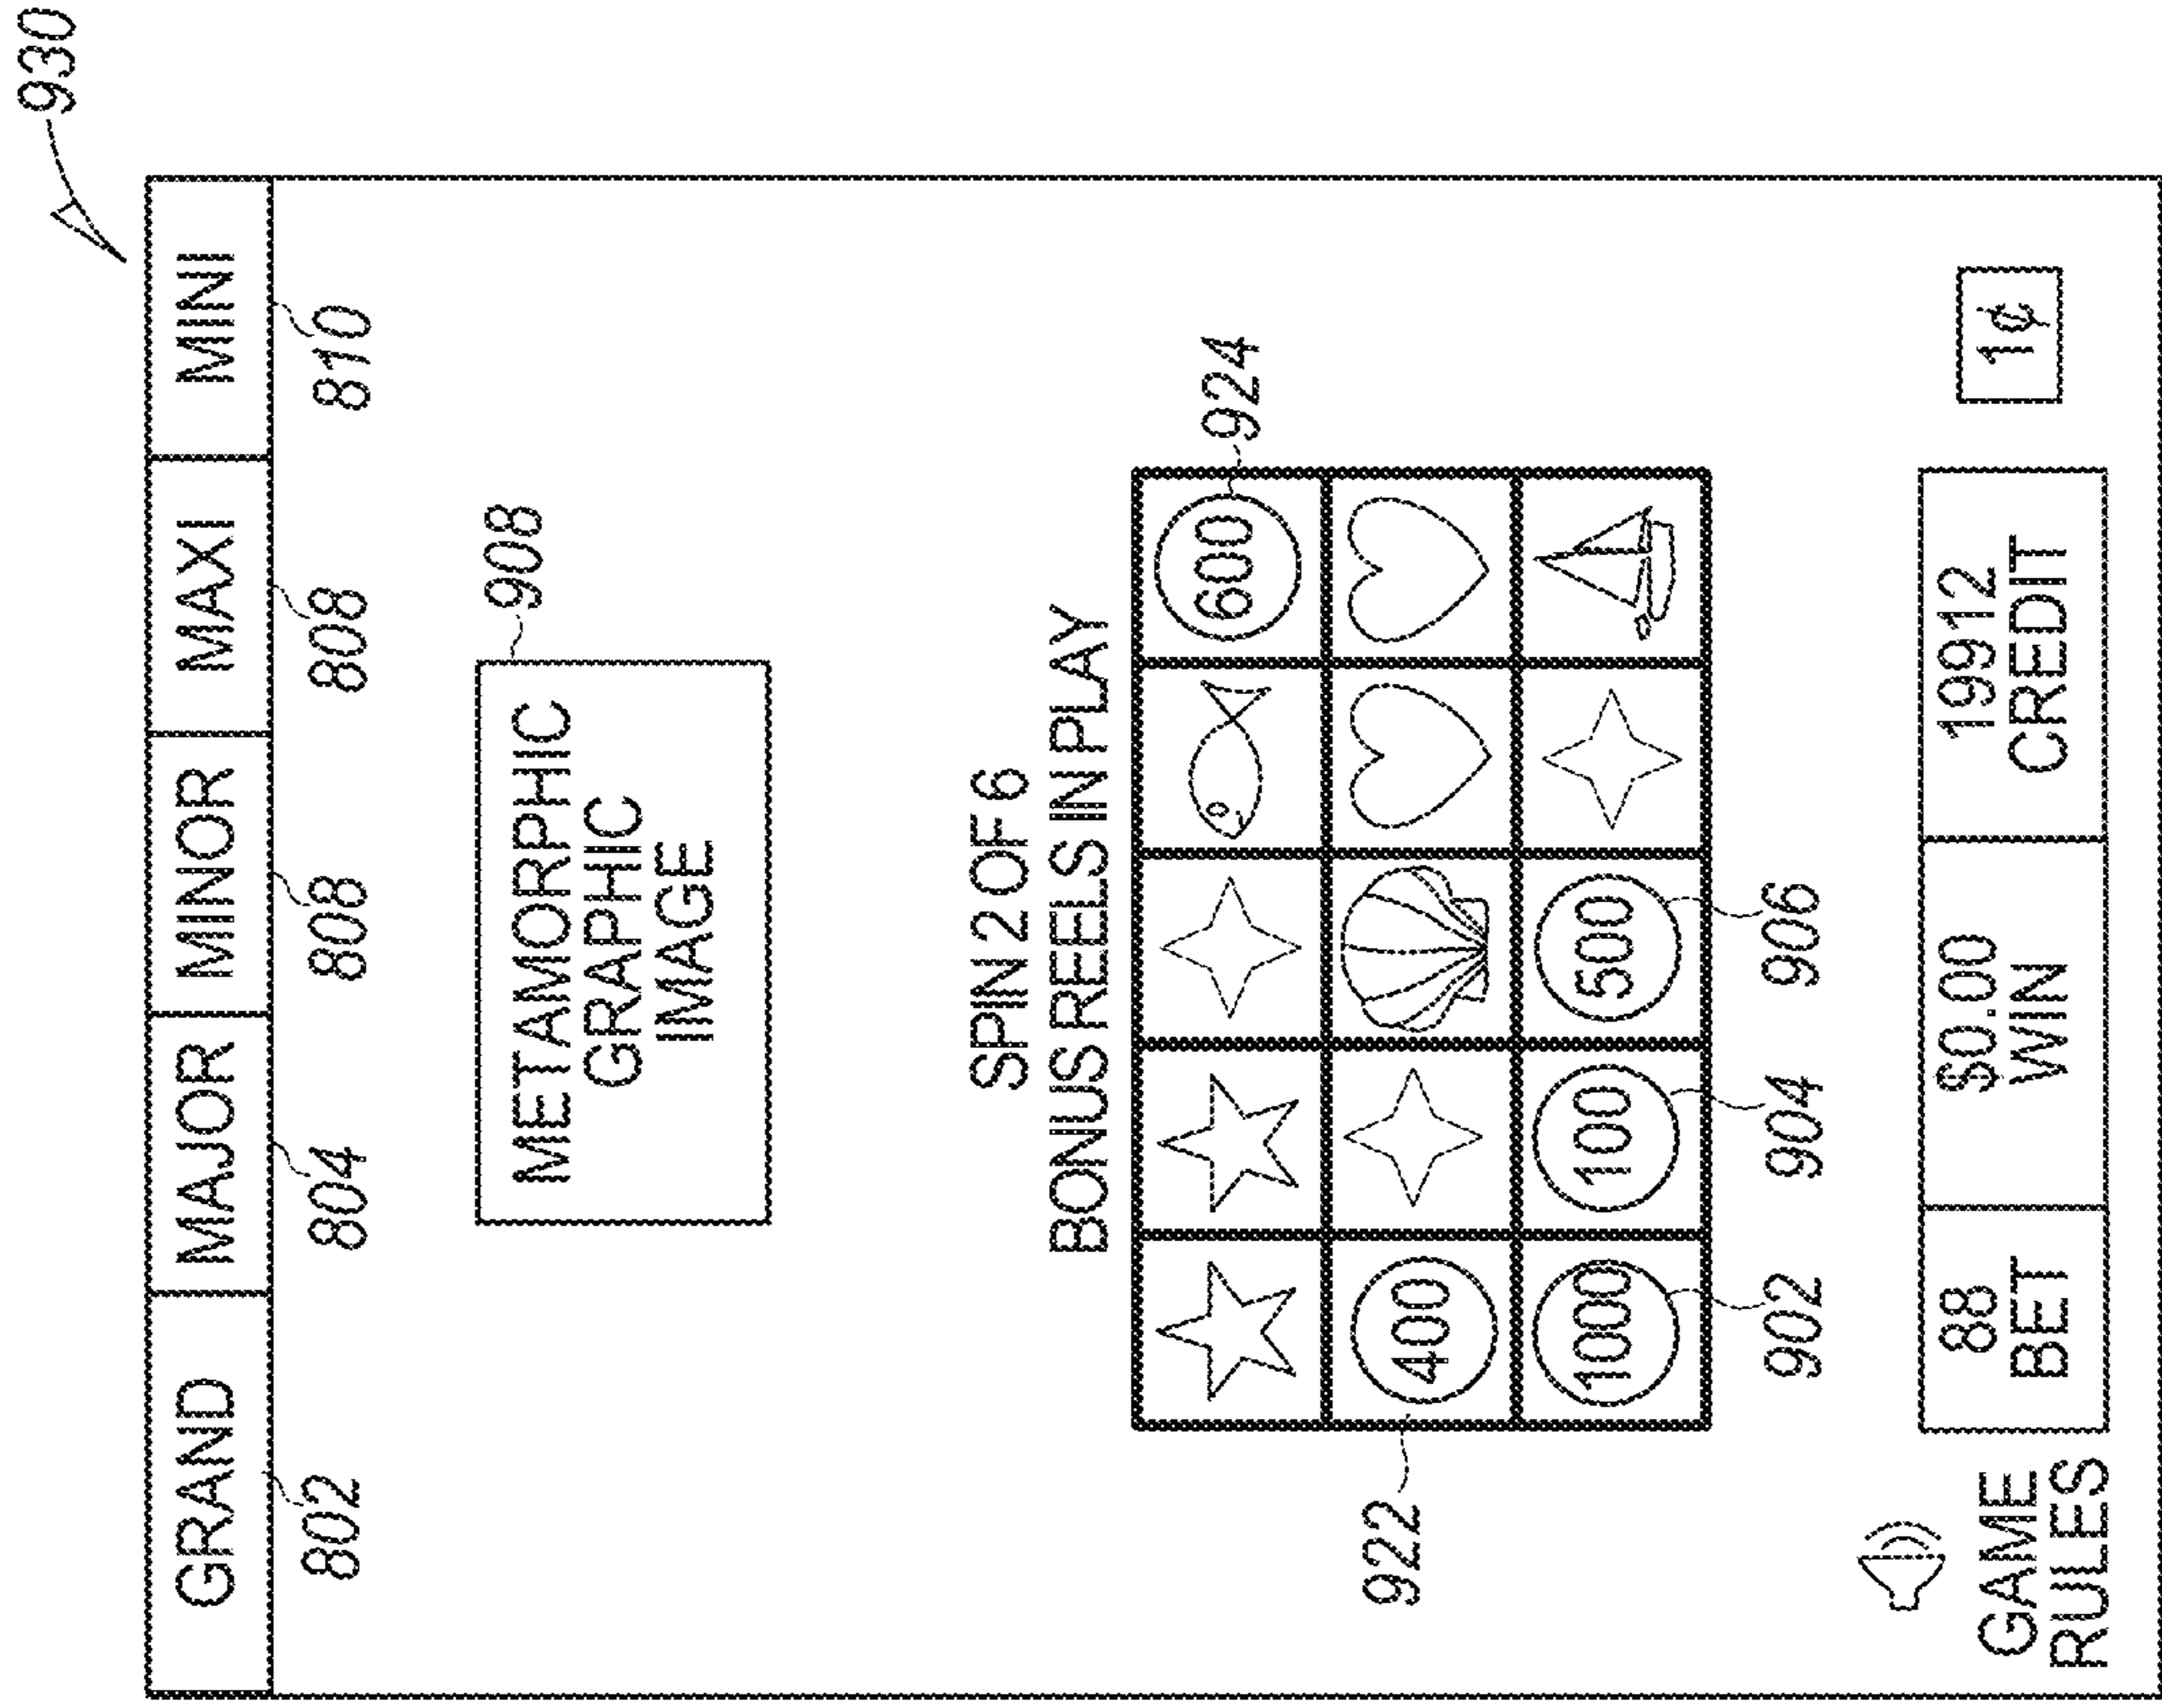 930
GRAND MAJOR MINOR MAXI MINI
802 804 808 808 810
908
METAMORPHIC
GRAPHIC
IMAGE
SPIN 2 OF 6
BONUS REELS IN PLAY
600 924
922 400
1000 100 500
902 904 906
88 $0.00 19912 1¢
BET WIN CREDIT
GAME
RULES